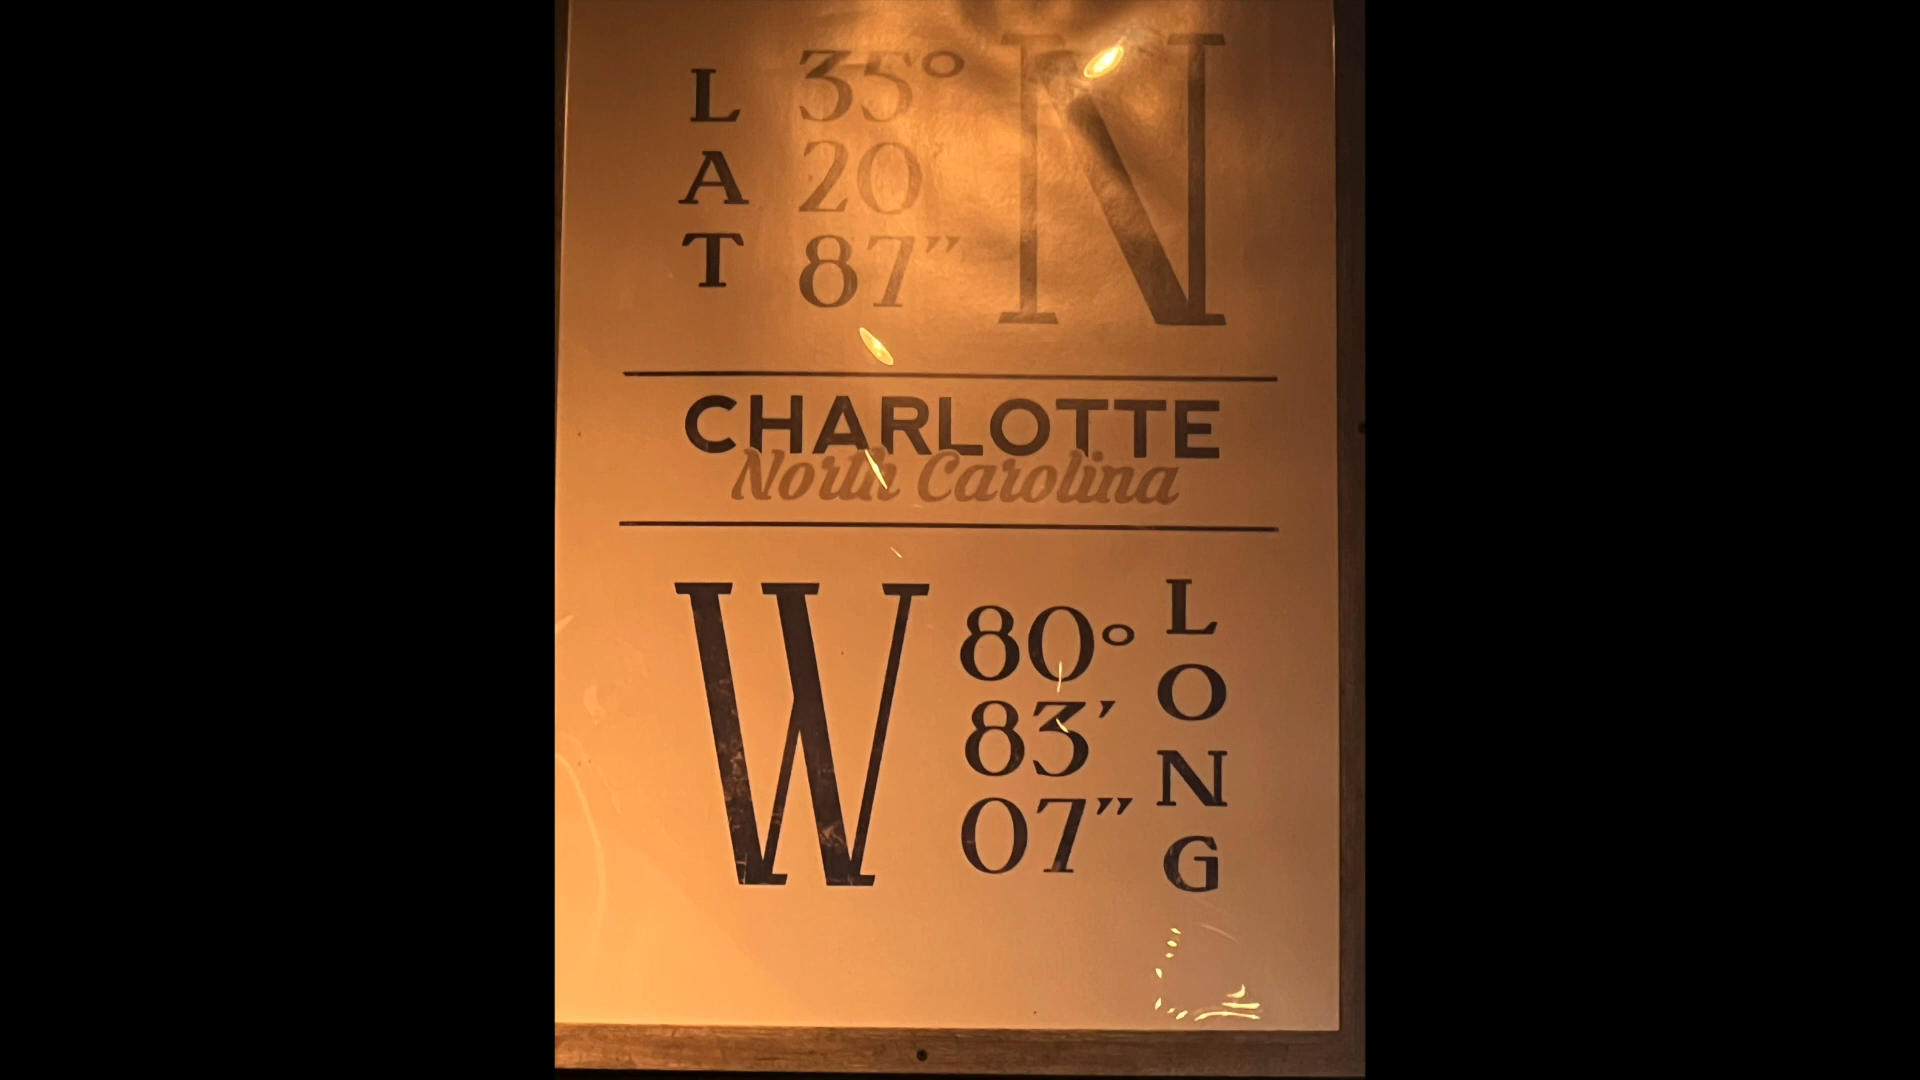 LAT
35°
20'
87"
N
CHARLOTTE
North Carolina
W
80°
83'
07"
LONG